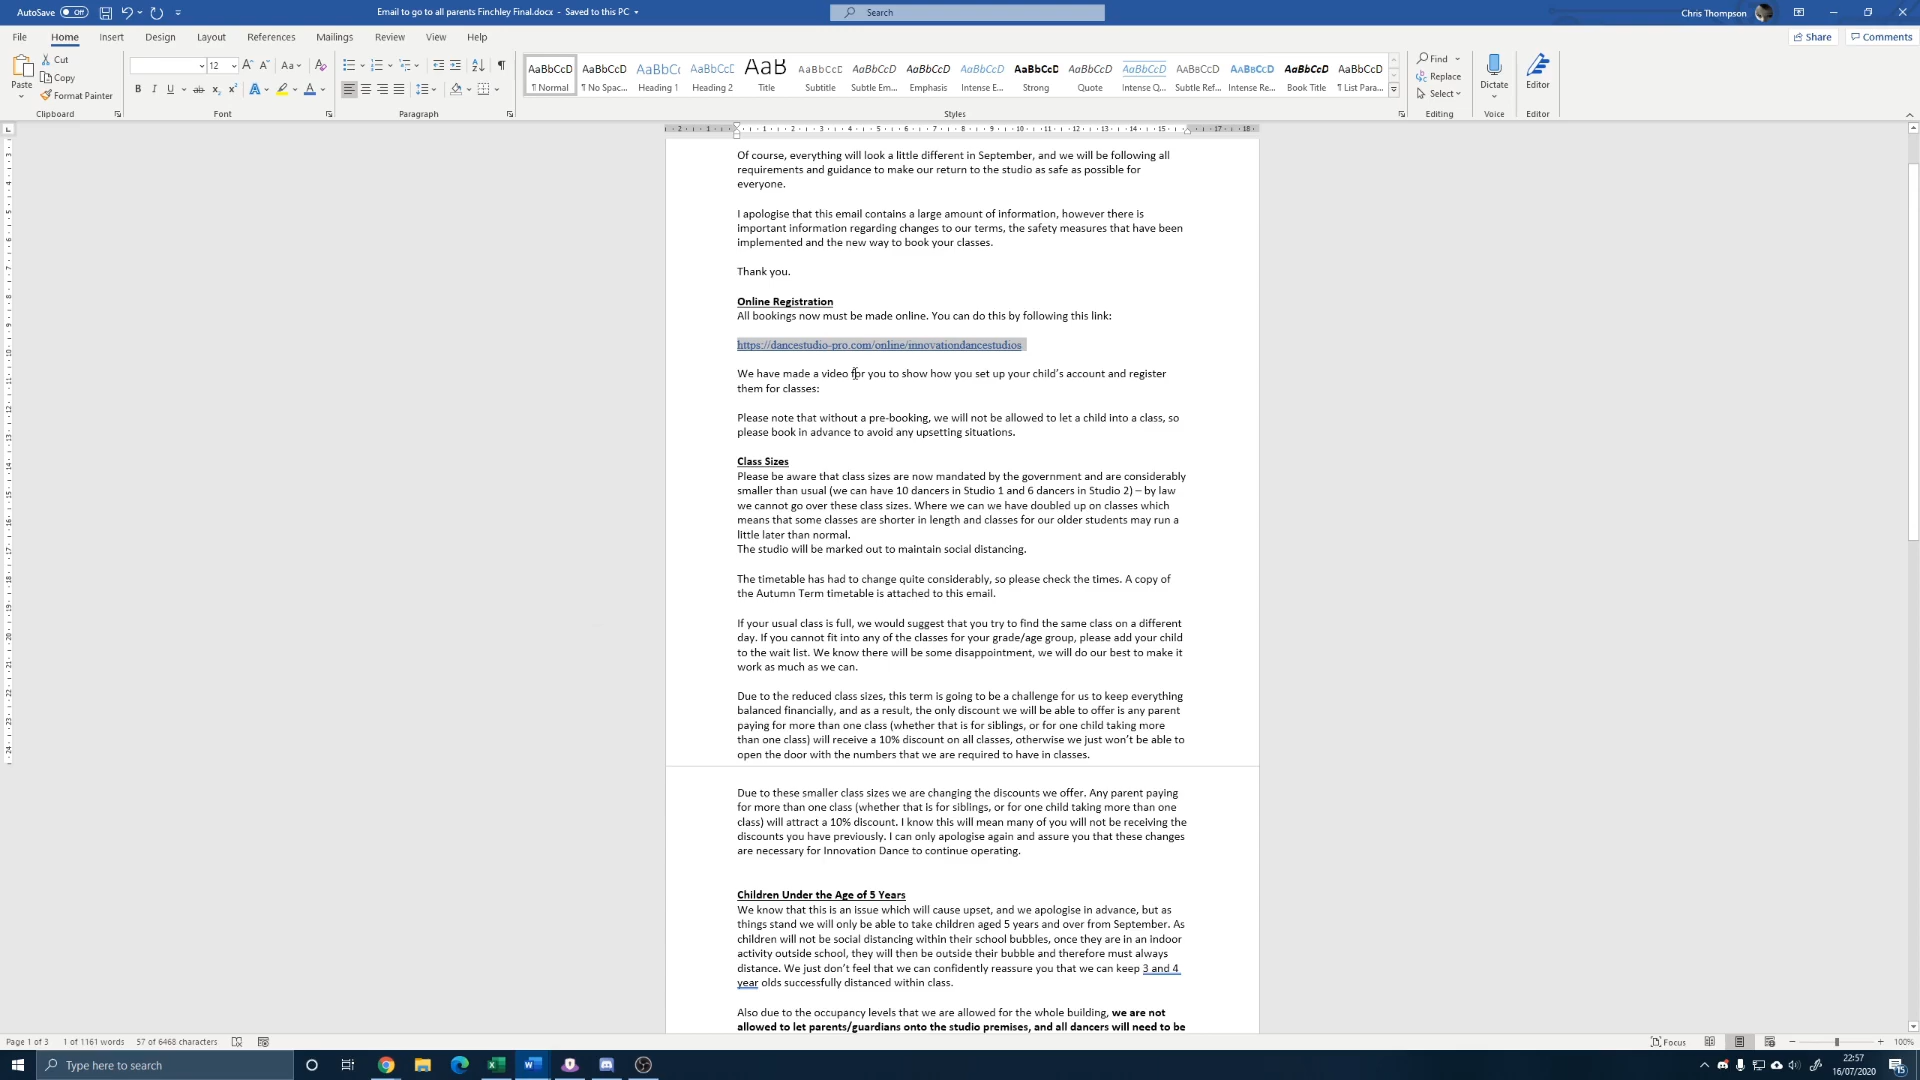 AutoSave Off
Email to go to all parents Finchley Final.docx - Saved to this PC
Search
Chris Thompson
File Home Insert Design Layout References Mailings Review View Help
Share Comments
Paste
Cut
Copy
Format Painter
Clipboard
12
Font
Paragraph
AaBbCcD AaBbCcD AaBbCc AaBbCcD AaB AaBbCcD AaBbCcD AaBbCcD AaBbCcD AaBbCcD AaBbCcD AaBbCcD AaBbCcD AaBbCcD AaBbCcD AaBbCcD
Normal No Spac... Heading 1 Heading 2 Title Subtitle Subtle Em... Emphasis Intense E... Strong Quote Intense Q... Subtle Ref... Intense Re... Book Title List Para...
Styles
Find
Replace
Select
Editing
Dictate
Voice
Editor
Editor
2 1 1 2 3 4 5 6 7 8 9 10 11 12 13 14 15 17 18
Of course, everything will look a little different in September, and we will be following all
requirements and guidance to make our return to the studio as safe as possible for
everyone.
I apologise that this email contains a large amount of information, however there is
important information regarding changes to our terms, the safety measures that have been
implemented and the new way to book your classes.
Thank you.
Online Registration
All bookings now must be made online. You can do this by following this link:
https://dancestudio-pro.com/online/innovationdancestudios
We have made a video for you to show how you set up your child's account and register
them for classes:
Please note that without a pre-booking, we will not be allowed to let a child into a class, so
please book in advance to avoid any upsetting situations.
Class Sizes
Please be aware that class sizes are now mandated by the government and are considerably
smaller than usual (we can have 10 dancers in Studio 1 and 6 dancers in Studio 2) – by law
we cannot go over these class sizes. Where we can we have doubled up on classes which
means that some classes are shorter in length and classes for our older students may run a
little later than normal.
The studio will be marked out to maintain social distancing.
The timetable has had to change quite considerably, so please check the times. A copy of
the Autumn Term timetable is attached to this email.
If your usual class is full, we would suggest that you try to find the same class on a different
day. If you cannot fit into any of the classes for your grade/age group, please add your child
to the wait list. We know there will be some disappointment, we will do our best to make it
work as much as we can.
Due to the reduced class sizes, this term is going to be a challenge for us to keep everything
balanced financially, and as a result, the only discount we will be able to offer is any parent
paying for more than one class (whether that is for siblings, or for one child taking more
than one class) will receive a 10% discount on all classes, otherwise we just won't be able to
open the door with the numbers that we are required to have in classes.
Due to these smaller class sizes we are changing the discounts we offer. Any parent paying
for more than one class (whether that is for siblings, or for one child taking more than one
class) will attract a 10% discount. I know this will mean many of you will not be receiving the
discounts you have previously. I can only apologise again and assure you that these changes
are necessary for Innovation Dance to continue operating.
Children Under the Age of 5 Years
We know that this is an issue which will cause upset, and we apologise in advance, but as
things stand we will only be able to take children aged 5 years and over from September. As
children will not be social distancing within their school bubbles, once they are in an indoor
activity outside school, they will then be outside their bubble and therefore must always
distance. We just don't feel that we can confidently reassure you that we can keep 3 and 4
year olds successfully distanced within class.
Also due to the occupancy levels that we are allowed for the whole building, we are not
allowed to let parents/guardians onto the studio premises, and all dancers will need to be
Page 1 of 3 1 of 1161 words 57 of 6468 characters
Focus
100%
Type here to search
22:57
16/07/2020
15